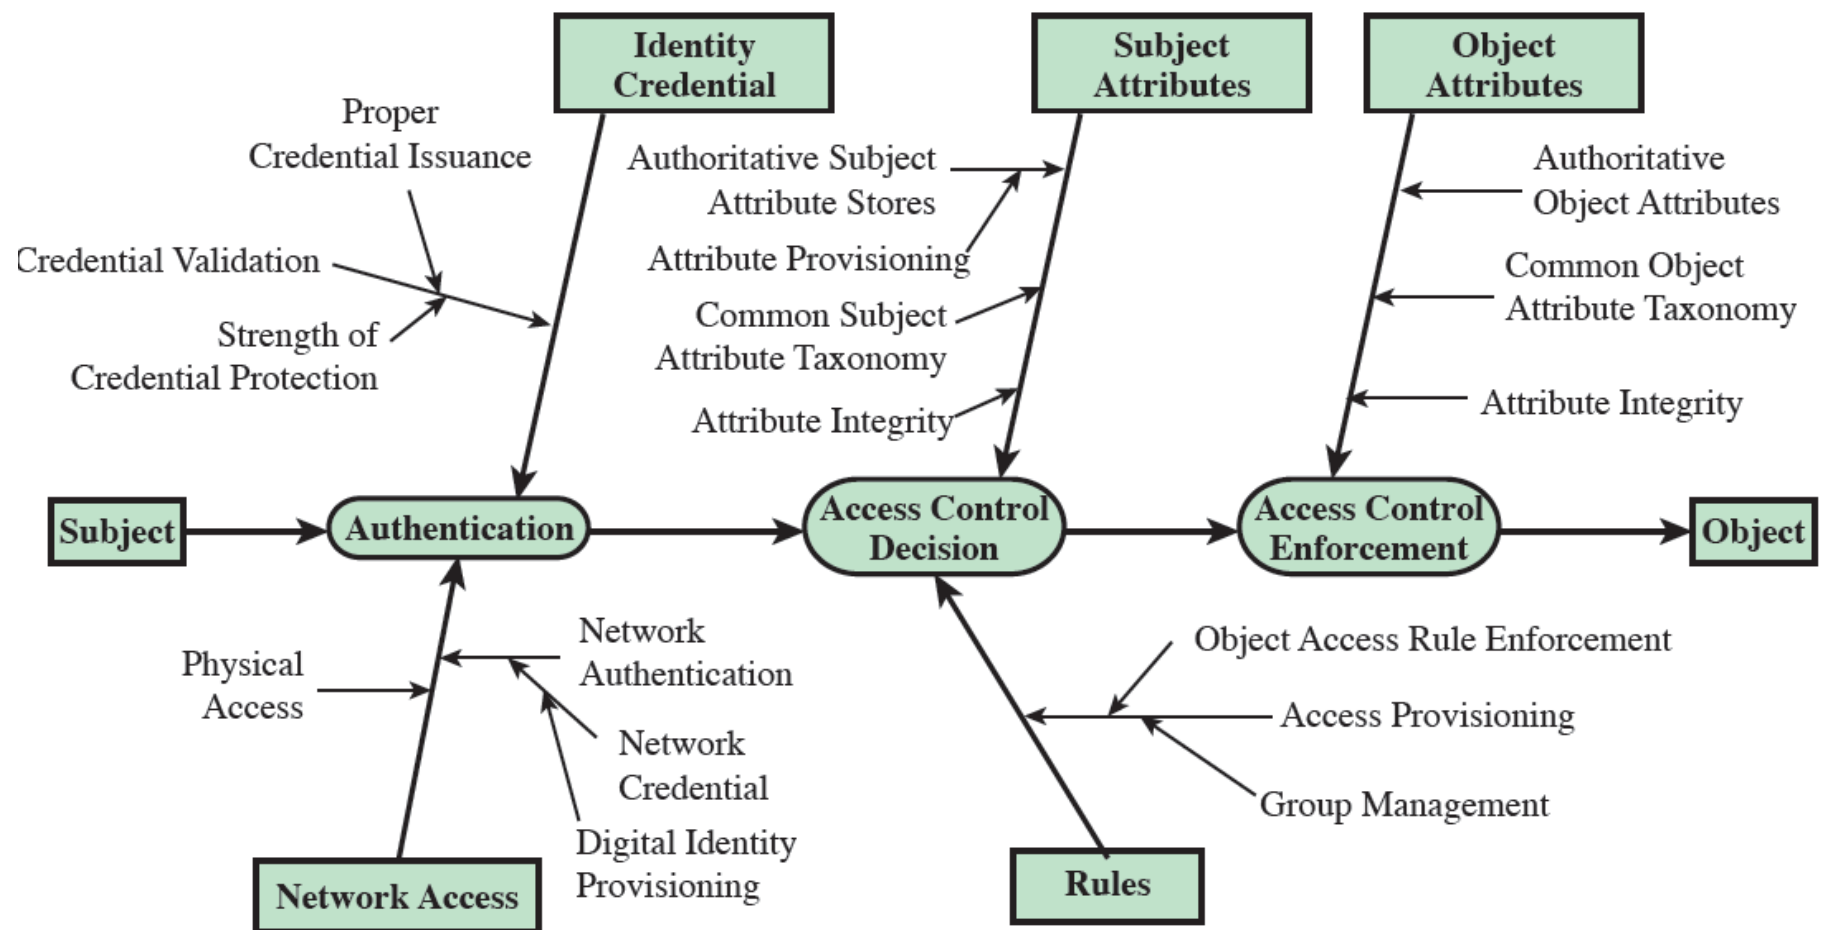 Identity
Credential
Subject
Attributes
Object
Attributes
Proper
Credential Issuance
Authoritative Subject
Attribute Stores
Authoritative
Object Attributes
Credential Validation
Attribute Provisioning
Common Object
Attribute Taxonomy
Strength of
Credential Protection
Common Subject
Attribute Taxonomy
Attribute Integrity
Attribute Integrity
Subject
Authentication
Access Control
Decision
Access Control
Enforcement
Object
Physical
Access
Network
Authentication
Object Access Rule Enforcement
Network
Credential
Access Provisioning
Digital Identity
Provisioning
Group Management
Network Access
Rules